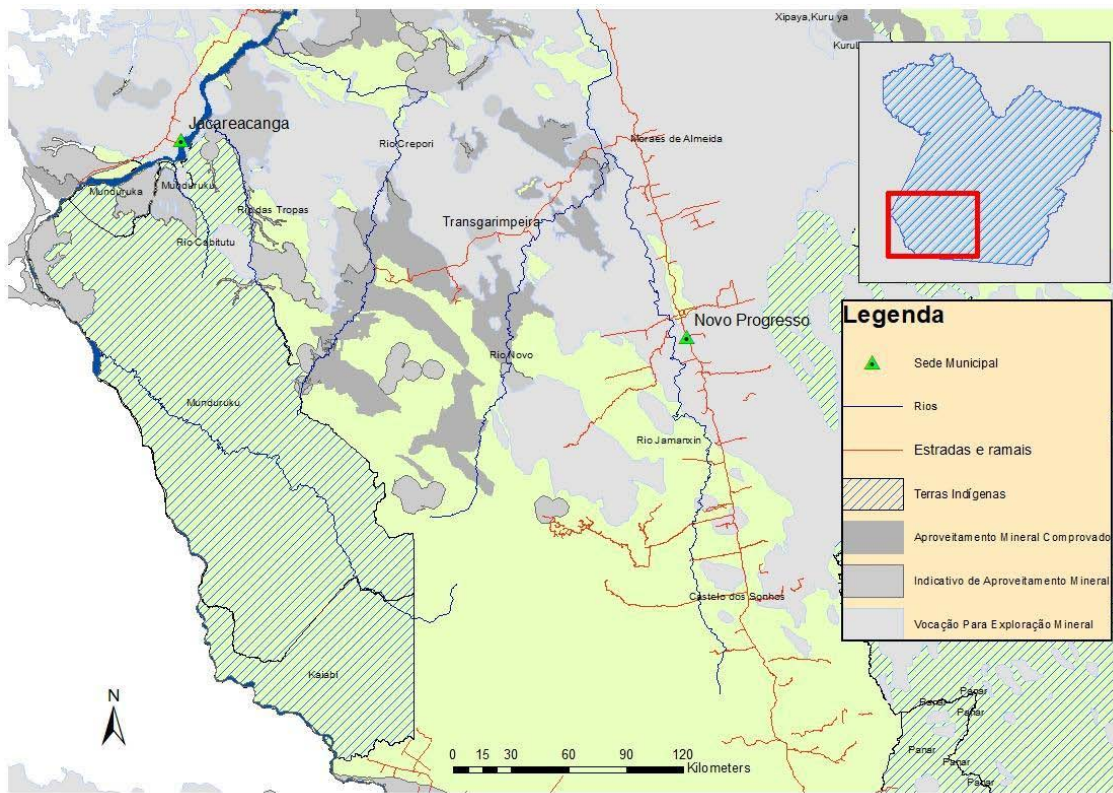 Xipaya,Kuruya
Jacareacanga
Munduruka
Munduruku
Rio das Tropas
Rio Cabitutu
Rio Crepori
Moraes de Almeida
Transgarimpeira
Novo Progresso
Rio Novo
Munduruku
Rio Jamanxin
Castelo dos Sonhos
Kaiabi
Panar
Panar
Panar
Panar
Panar
Panar
Legenda
Sede Municipal
Rios
Estradas e ramais
Terras Indígenas
Aproveitamento Mineral Comprovado
Indicativo de Aproveitamento Mineral
Vocação Para Exploração Mineral
N
0 15 30 60 90 120
Kilometers